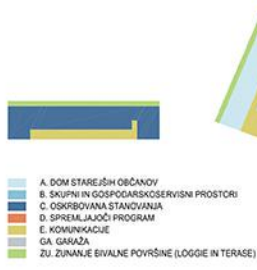 A. DOM STAREJŠIH OBČANOV
B. SKUPNI IN GOSPODARSKOSERVISNI PROSTORI
C. OSKRBOVANA STANOVANJA
D. SPREMLJAJOČI PROGRAM
E. KOMUNIKACIJE
GA. GARAŽA
ZU. ZUNANJE BIVALNE POVRŠINE (LOGGIE IN TERASE)